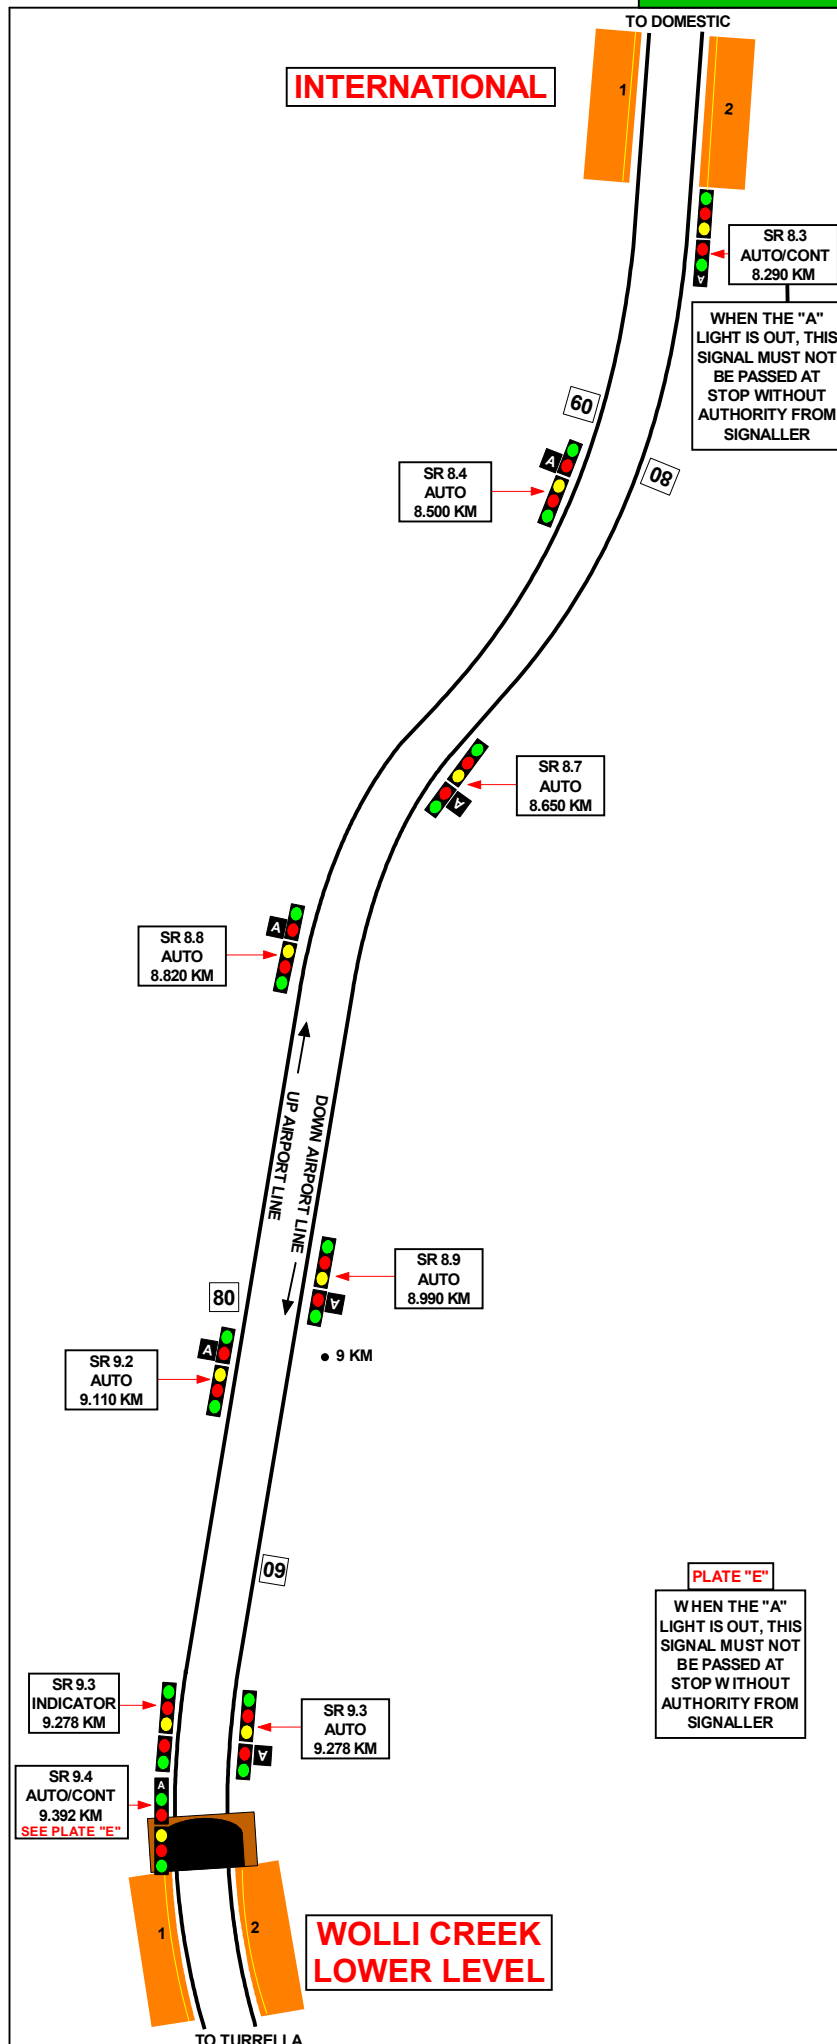 TO DOMESTIC
INTERNATIONAL
1
2
SR 8.3
AUTO/CONT
8.290 KM
A
WHEN THE "A"
LIGHT IS OUT, THIS
SIGNAL MUST NOT
BE PASSED AT
STOP WITHOUT
AUTHORITY FROM
SIGNALLER
60
80
A
SR 8.4
AUTO
8.500 KM
SR 8.7
AUTO
8.650 KM
A
A
SR 8.8
AUTO
8.820 KM
UP AIRPORT LINE
DOWN AIRPORT LINE
SR 8.9
AUTO
8.990 KM
A
80
9 KM
A
SR 9.2
AUTO
9.110 KM
60
PLATE "E"
WHEN THE "A"
LIGHT IS OUT, THIS
SIGNAL MUST NOT
BE PASSED AT
STOP WITHOUT
AUTHORITY FROM
SIGNALLER
SR 9.3
INDICATOR
9.278 KM
SR 9.3
AUTO
9.278 KM
A
SR 9.4
AUTO/CONT
9.392 KM
SEE PLATE "E"
A
1
2
WOLLI CREEK
LOWER LEVEL
TO TURRELLA